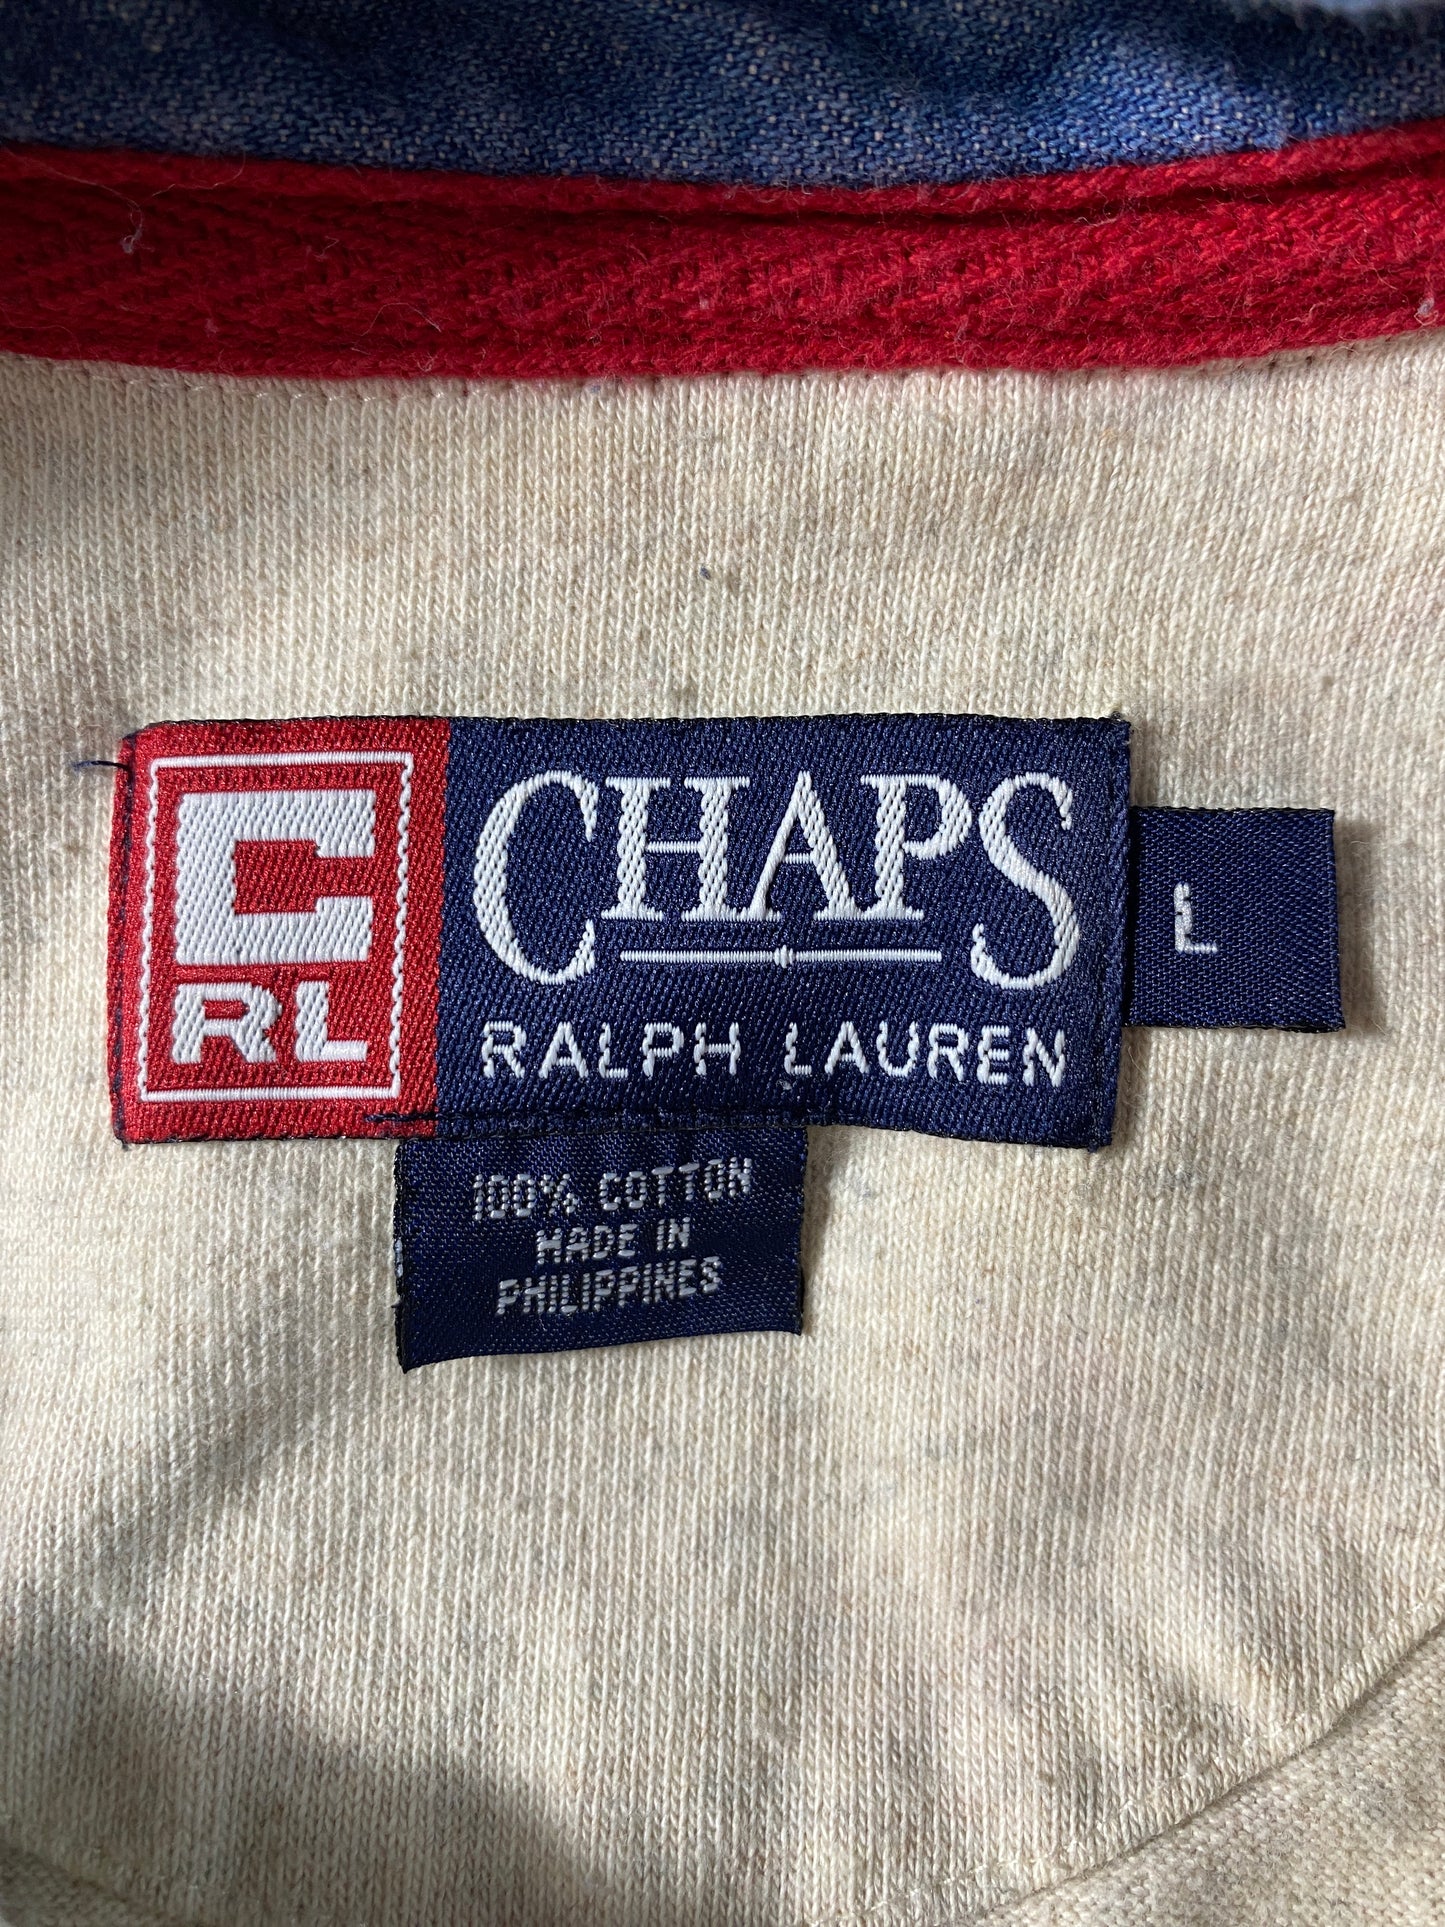 C
RL
CHAPS
RALPH LAUREN
L
100% COTTON
MADE IN
PHILIPPINES